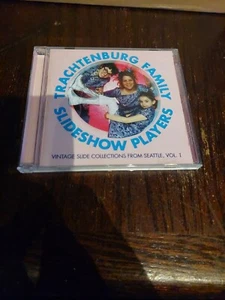 TRACHTENBURG FAMILY
SLIDESHOW PLAYERS
VINTAGE SLIDE COLLECTIONS FROM SEATTLE, VOL. 1